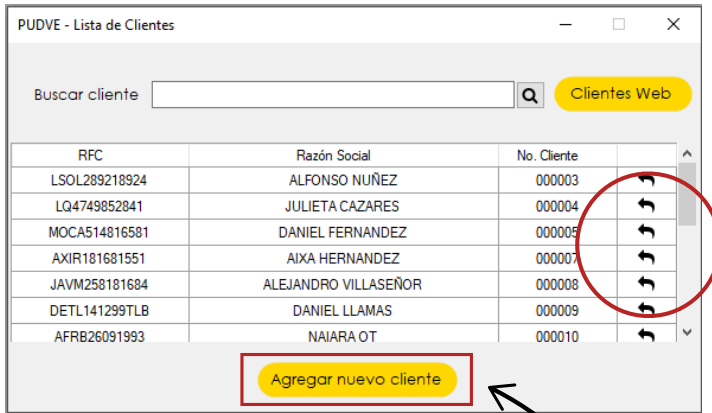 PUDVE - Lista de Clientes
Buscar cliente Clientes Web
RFC Razón Social No. Cliente
LSOL289218924 ALFONSO NUÑEZ 000003
LQ4749852841 JULIETA CAZARES 000004
MOCA514816581 DANIEL FERNANDEZ 000005
AXIR181681551 AIXA HERNANDEZ 000007
JAVM258181684 ALEJANDRO VILLASEÑOR 000008
DETL141299TLB DANIEL LLAMAS 000009
AFRB26091993 NAIARA OT 000010
Agregar nuevo cliente